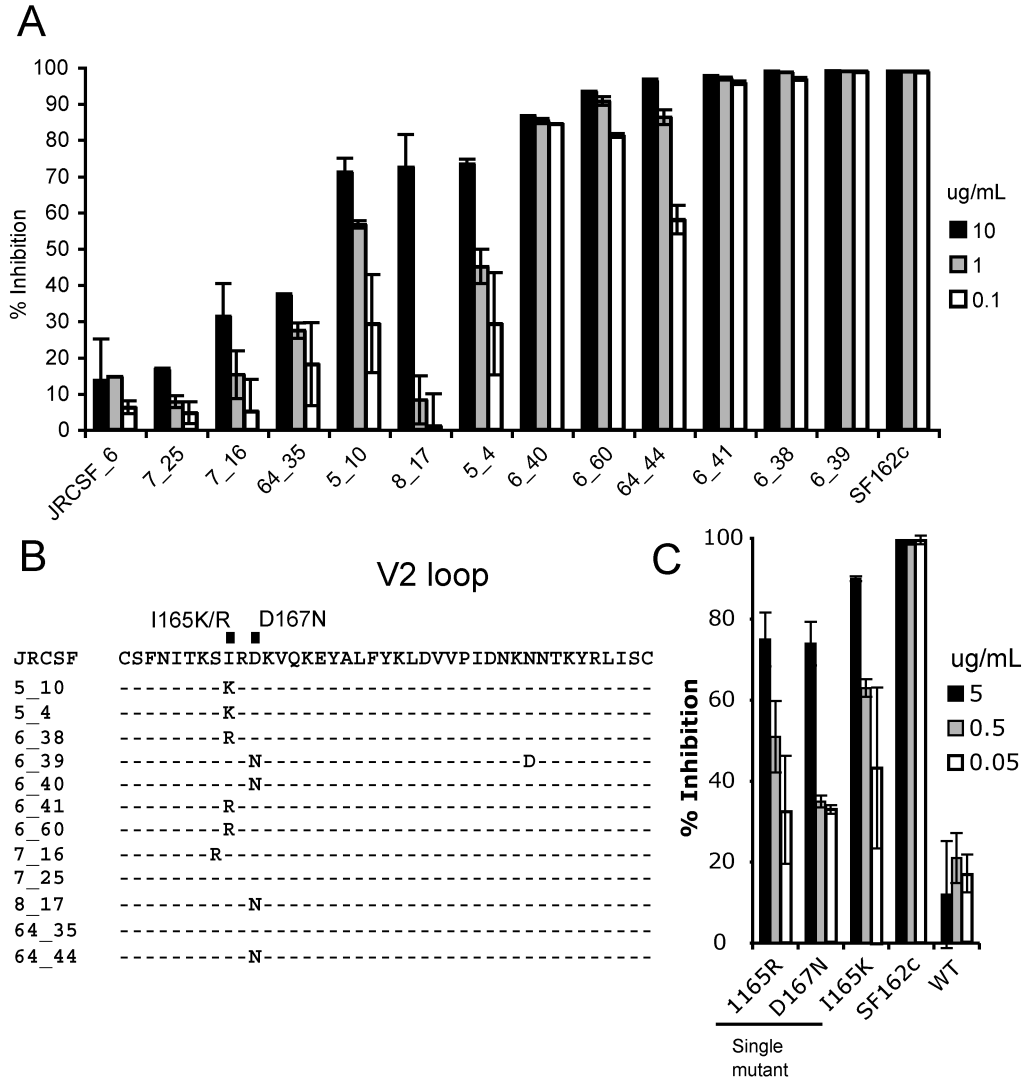 A
100
90
80
70
60
50
40
30
20
10
0
% Inhibition
ug/mL
10
1
0.1
JRCSF_6
7_25
7_16
64_35
5_10
8_17
5_4
6_40
6_60
64_44
6_41
6_38
6_39
SF162c
B
V2 loop
I165K/R D167N
JRCSF CSFNITKSIRDKVQKEYALFYKLDVVPIDNKNNTKYRLISC
5_10 --------K--------------------------------
5_4 --------K--------------------------------
6_38 --------R--------------------------------
6_39 ----------N--------------------D---------
6_40 ----------N------------------------------
6_41 --------R--------------------------------
6_60 --------R--------------------------------
7_16 -------R---------------------------------
7_25 -----------------------------------------
8_17 ----------N------------------------------
64_35 -----------------------------------------
64_44 ----------N------------------------------
C
100
80
60
40
20
0
% Inhibition
ug/mL
5
0.5
0.05
1165R
D167N
I165K
SF162c
WT
Single
mutant